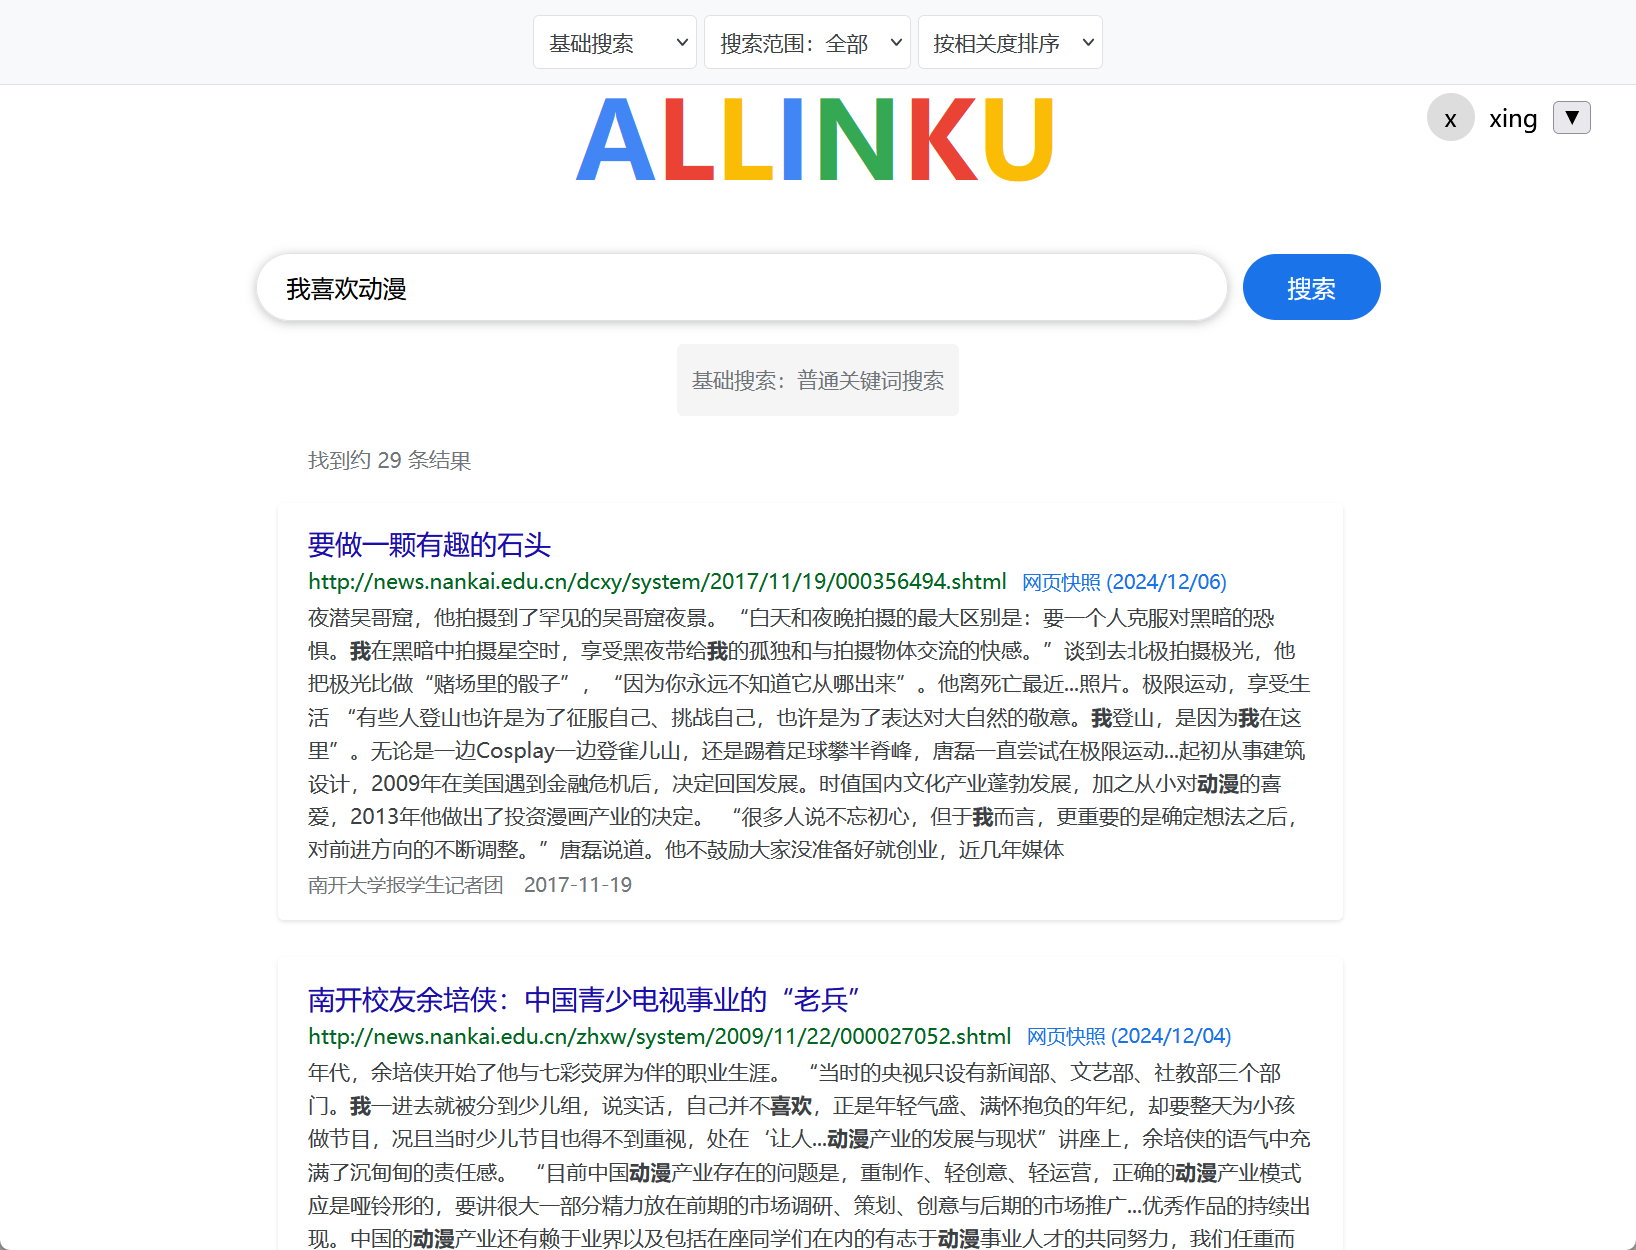 基础搜索 搜索范围：全部 按相关度排序
ALLINKU
x xing ▼
我喜欢动漫 搜索
基础搜索：普通关键词搜索
找到约 29 条结果
要做一颗有趣的石头
http://news.nankai.edu.cn/dcxy/system/2017/11/19/000356494.shtml 网页快照 (2024/12/06)
夜潜吴哥窟，他拍摄到了罕见的吴哥窟夜景。 “白天和夜晚拍摄的最大区别是：要一个人克服对黑暗的恐
惧。我在黑暗中拍摄星空时，享受黑夜带给我的孤独和与拍摄物体交流的快感。”谈到去北极拍摄极光，他
把极光比做“赌场里的骰子”，“因为你永远不知道它从哪出来”。他离死亡最近...照片。极限运动，享受生
活 “有些人登山也许是为了征服自己、挑战自己，也许是为了表达对大自然的敬意。我登山，是因为我在这
里”。无论是一边Cosplay一边登雀儿山，还是踢着足球攀半脊峰，唐磊一直尝试在极限运动...起初从事建筑
设计，2009年在美国遇到金融危机后，决定回国发展。时值国内文化产业蓬勃发展，加之从小对动漫的喜
爱，2013年他做出了投资漫画产业的决定。 “很多人说不忘初心，但于我而言，更重要的是确定想法之后，
对前进方向的不断调整。”唐磊说道。他不鼓励大家没准备好就创业，近几年媒体
南开大学报学生记者团 2017-11-19
南开校友余培侠：中国青少电视事业的“老兵”
http://news.nankai.edu.cn/zhxw/system/2009/11/22/000027052.shtml 网页快照 (2024/12/04)
年代，余培侠开始了他与七彩荧屏为伴的职业生涯。 “当时的央视只设有新闻部、文艺部、社教部三个部
门。我一进去就被分到少儿组，说实话，自己并不喜欢，正是年轻气盛、满怀抱负的年纪，却要整天为小孩
做节目，况且当时少儿节目也得不到重视，处在‘让人...动漫产业的发展与现状”讲座上，余培侠的语气中充
满了沉甸甸的责任感。 “目前中国动漫产业存在的问题是，重制作、轻创意、轻运营，正确的动漫产业模式
应是哑铃形的，要讲很大一部分精力放在前期的市场调研、策划、创意与后期的市场推广...优秀作品的持续出
现。中国的动漫产业还有赖于业界以及包括在座同学们在内的有志于动漫事业人才的共同努力，我们任重而